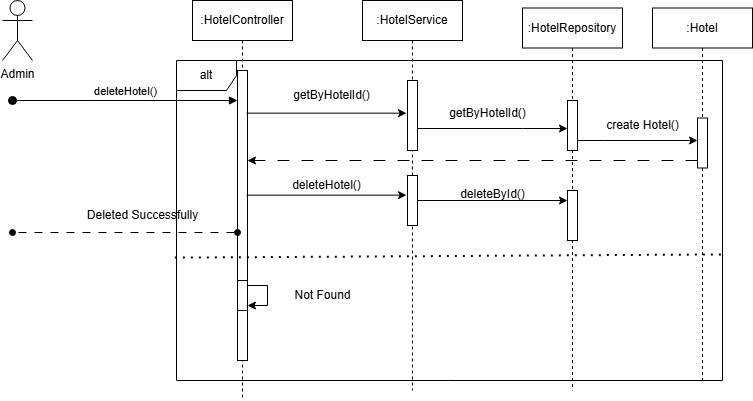 :HotelController
:HotelService
:HotelRepository
:Hotel
Admin
alt
deleteHotel()
getByHotelId()
getByHotelId()
create Hotel()
deleteHotel()
deleteById()
Deleted Successfully
Not Found